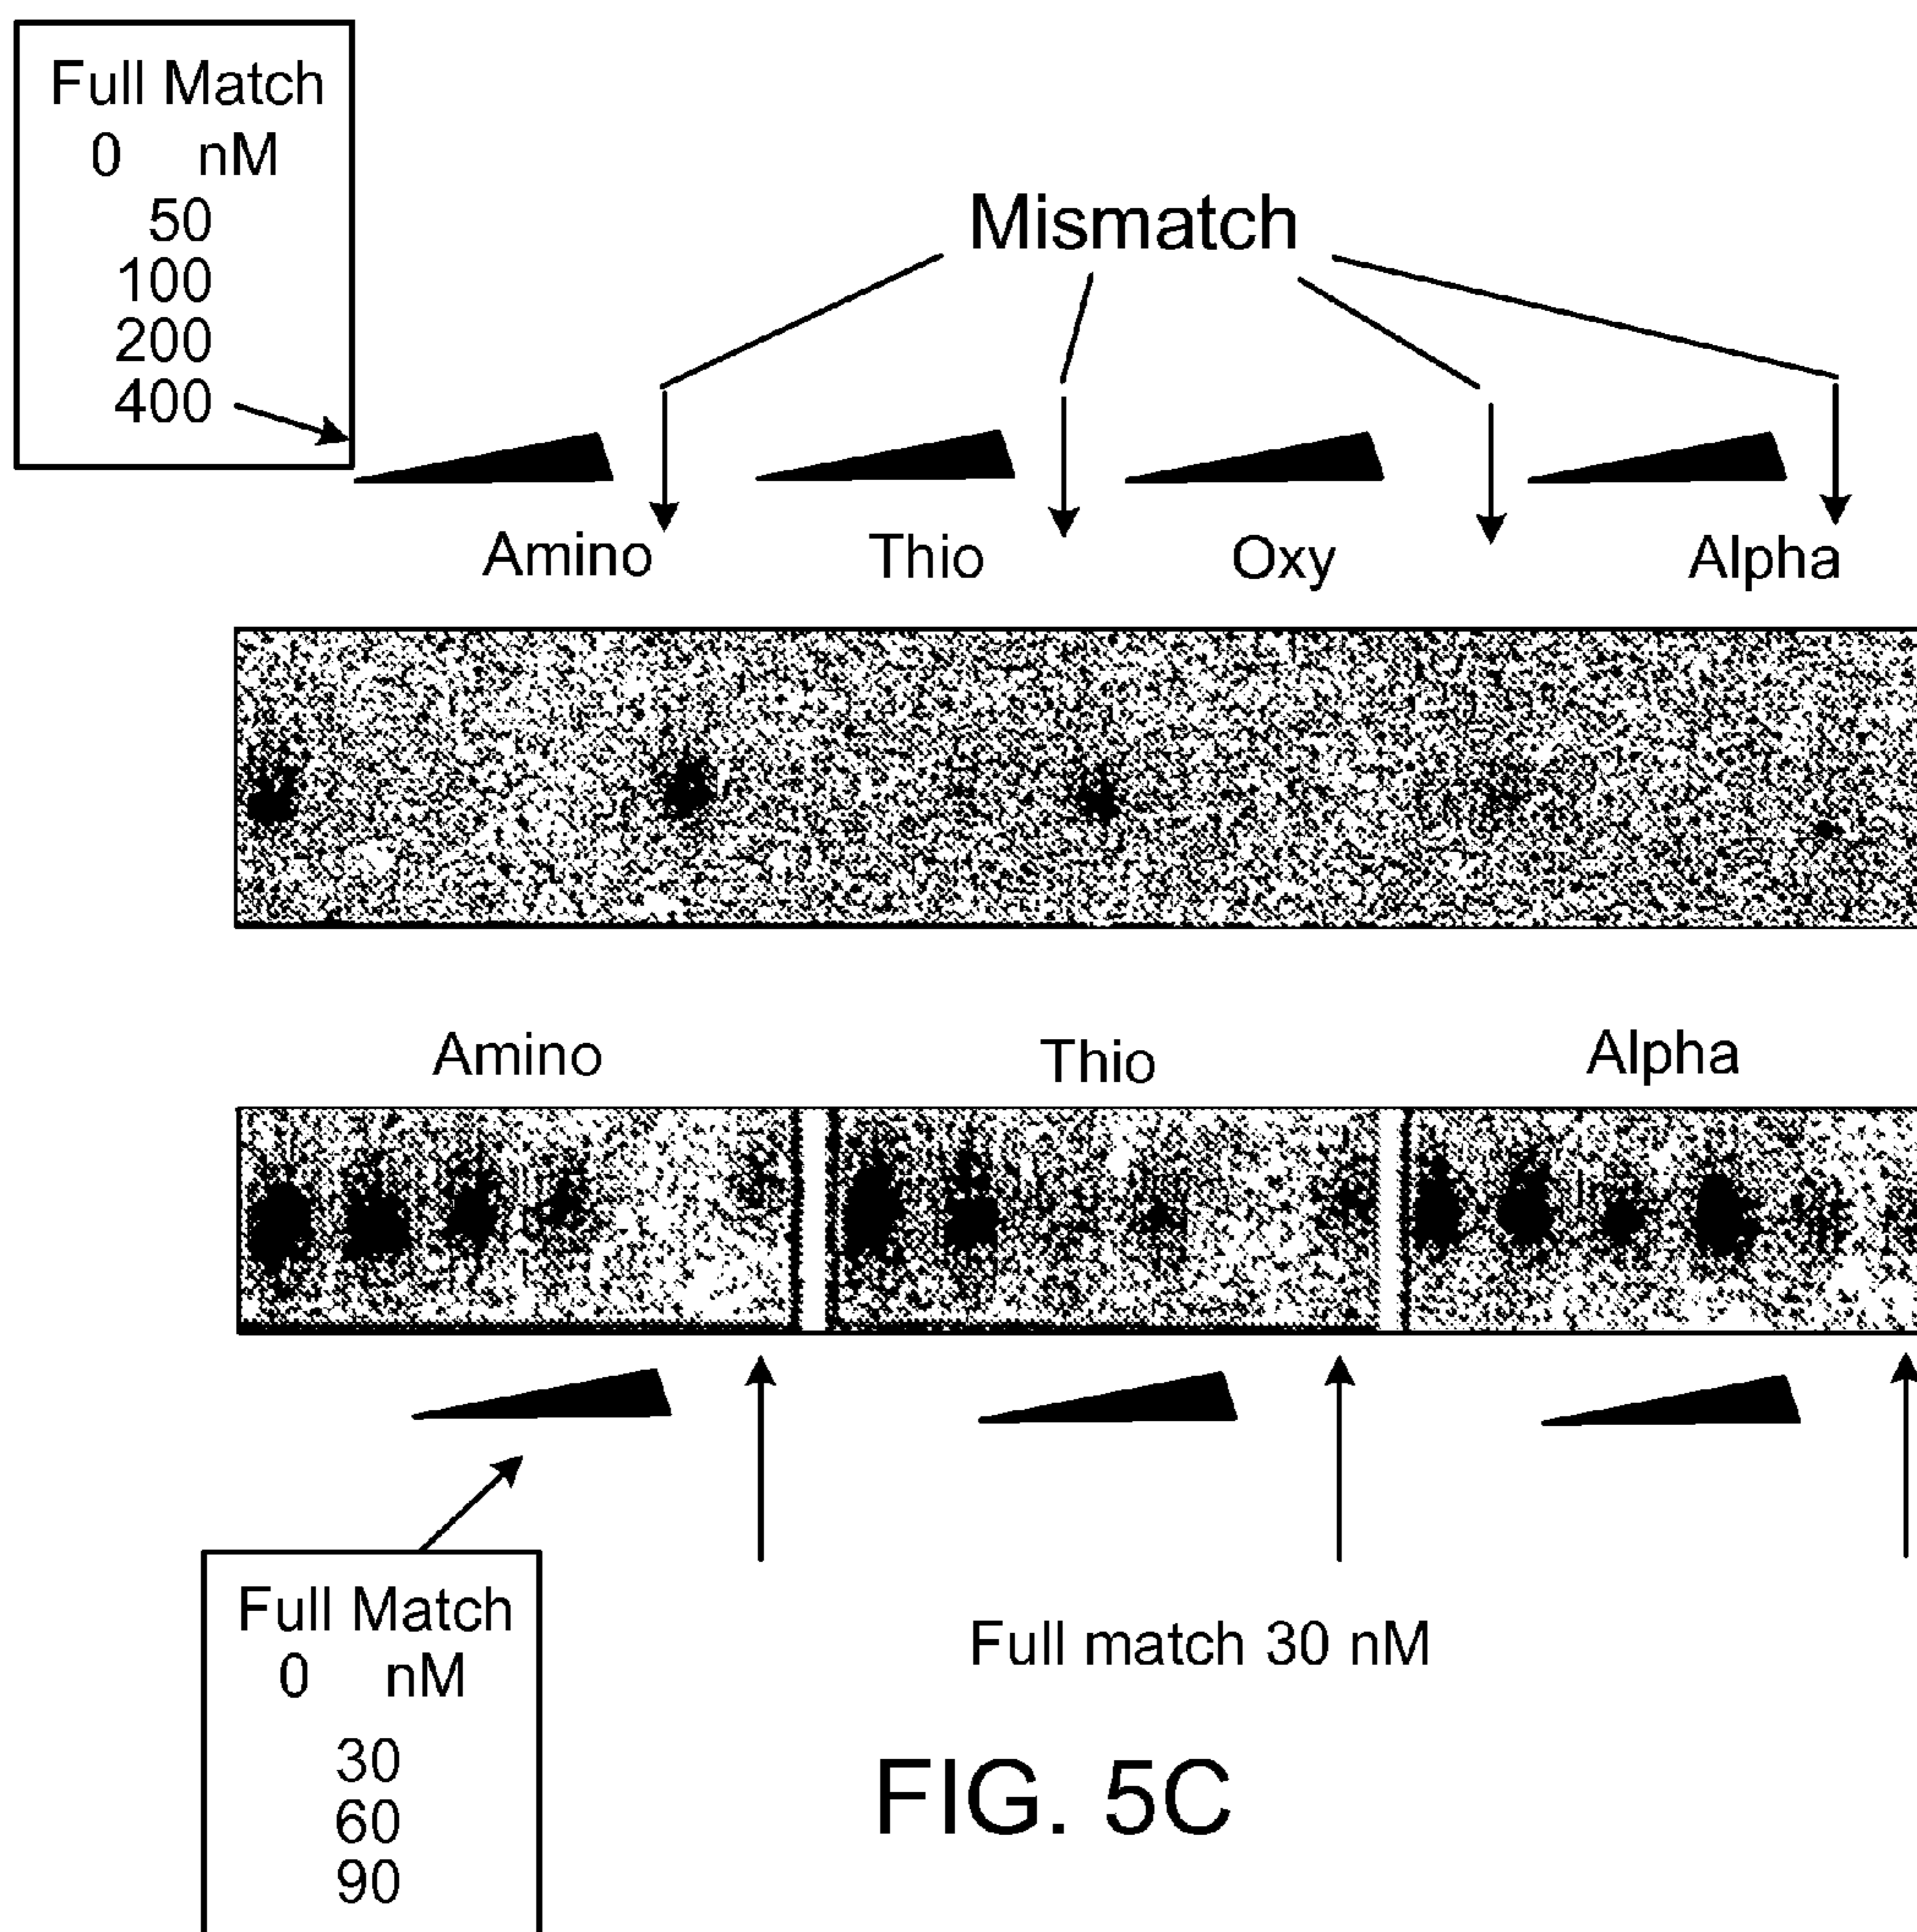 Full Match
0 nM
50
100
200
400
Mismatch
Amino Thio Oxy Alpha
Amino Thio Alpha
Full Match
0 nM
30
60
90
Full match 30 nM
FIG. 5C